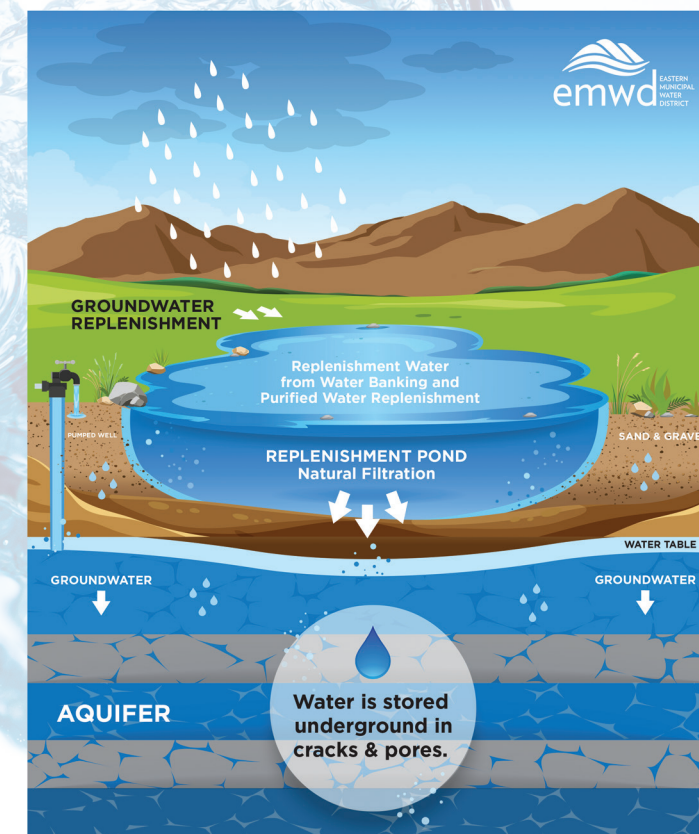 emwd
EASTERN
MUNICIPAL
WATER
DISTRICT
GROUNDWATER
REPLENISHMENT
Replenishment Water
from Water Banking and
Purified Water Replenishment
PUMPED WELL
SAND & GRAVE
REPLENISHMENT POND
Natural Filtration
WATER TABLE
GROUNDWATER
GROUNDWATER
AQUIFER
Water is stored
underground in
cracks & pores.